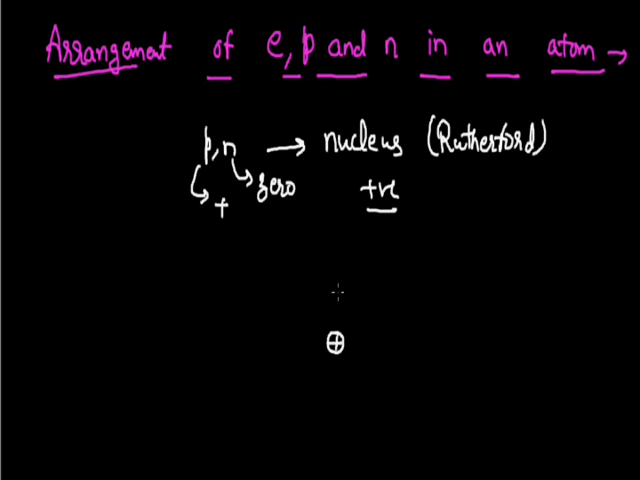 Arrangement of e, p and n in an atom →
p, n → nucleus (Rutherford)
↳ zero +ve
↳ +
⊕